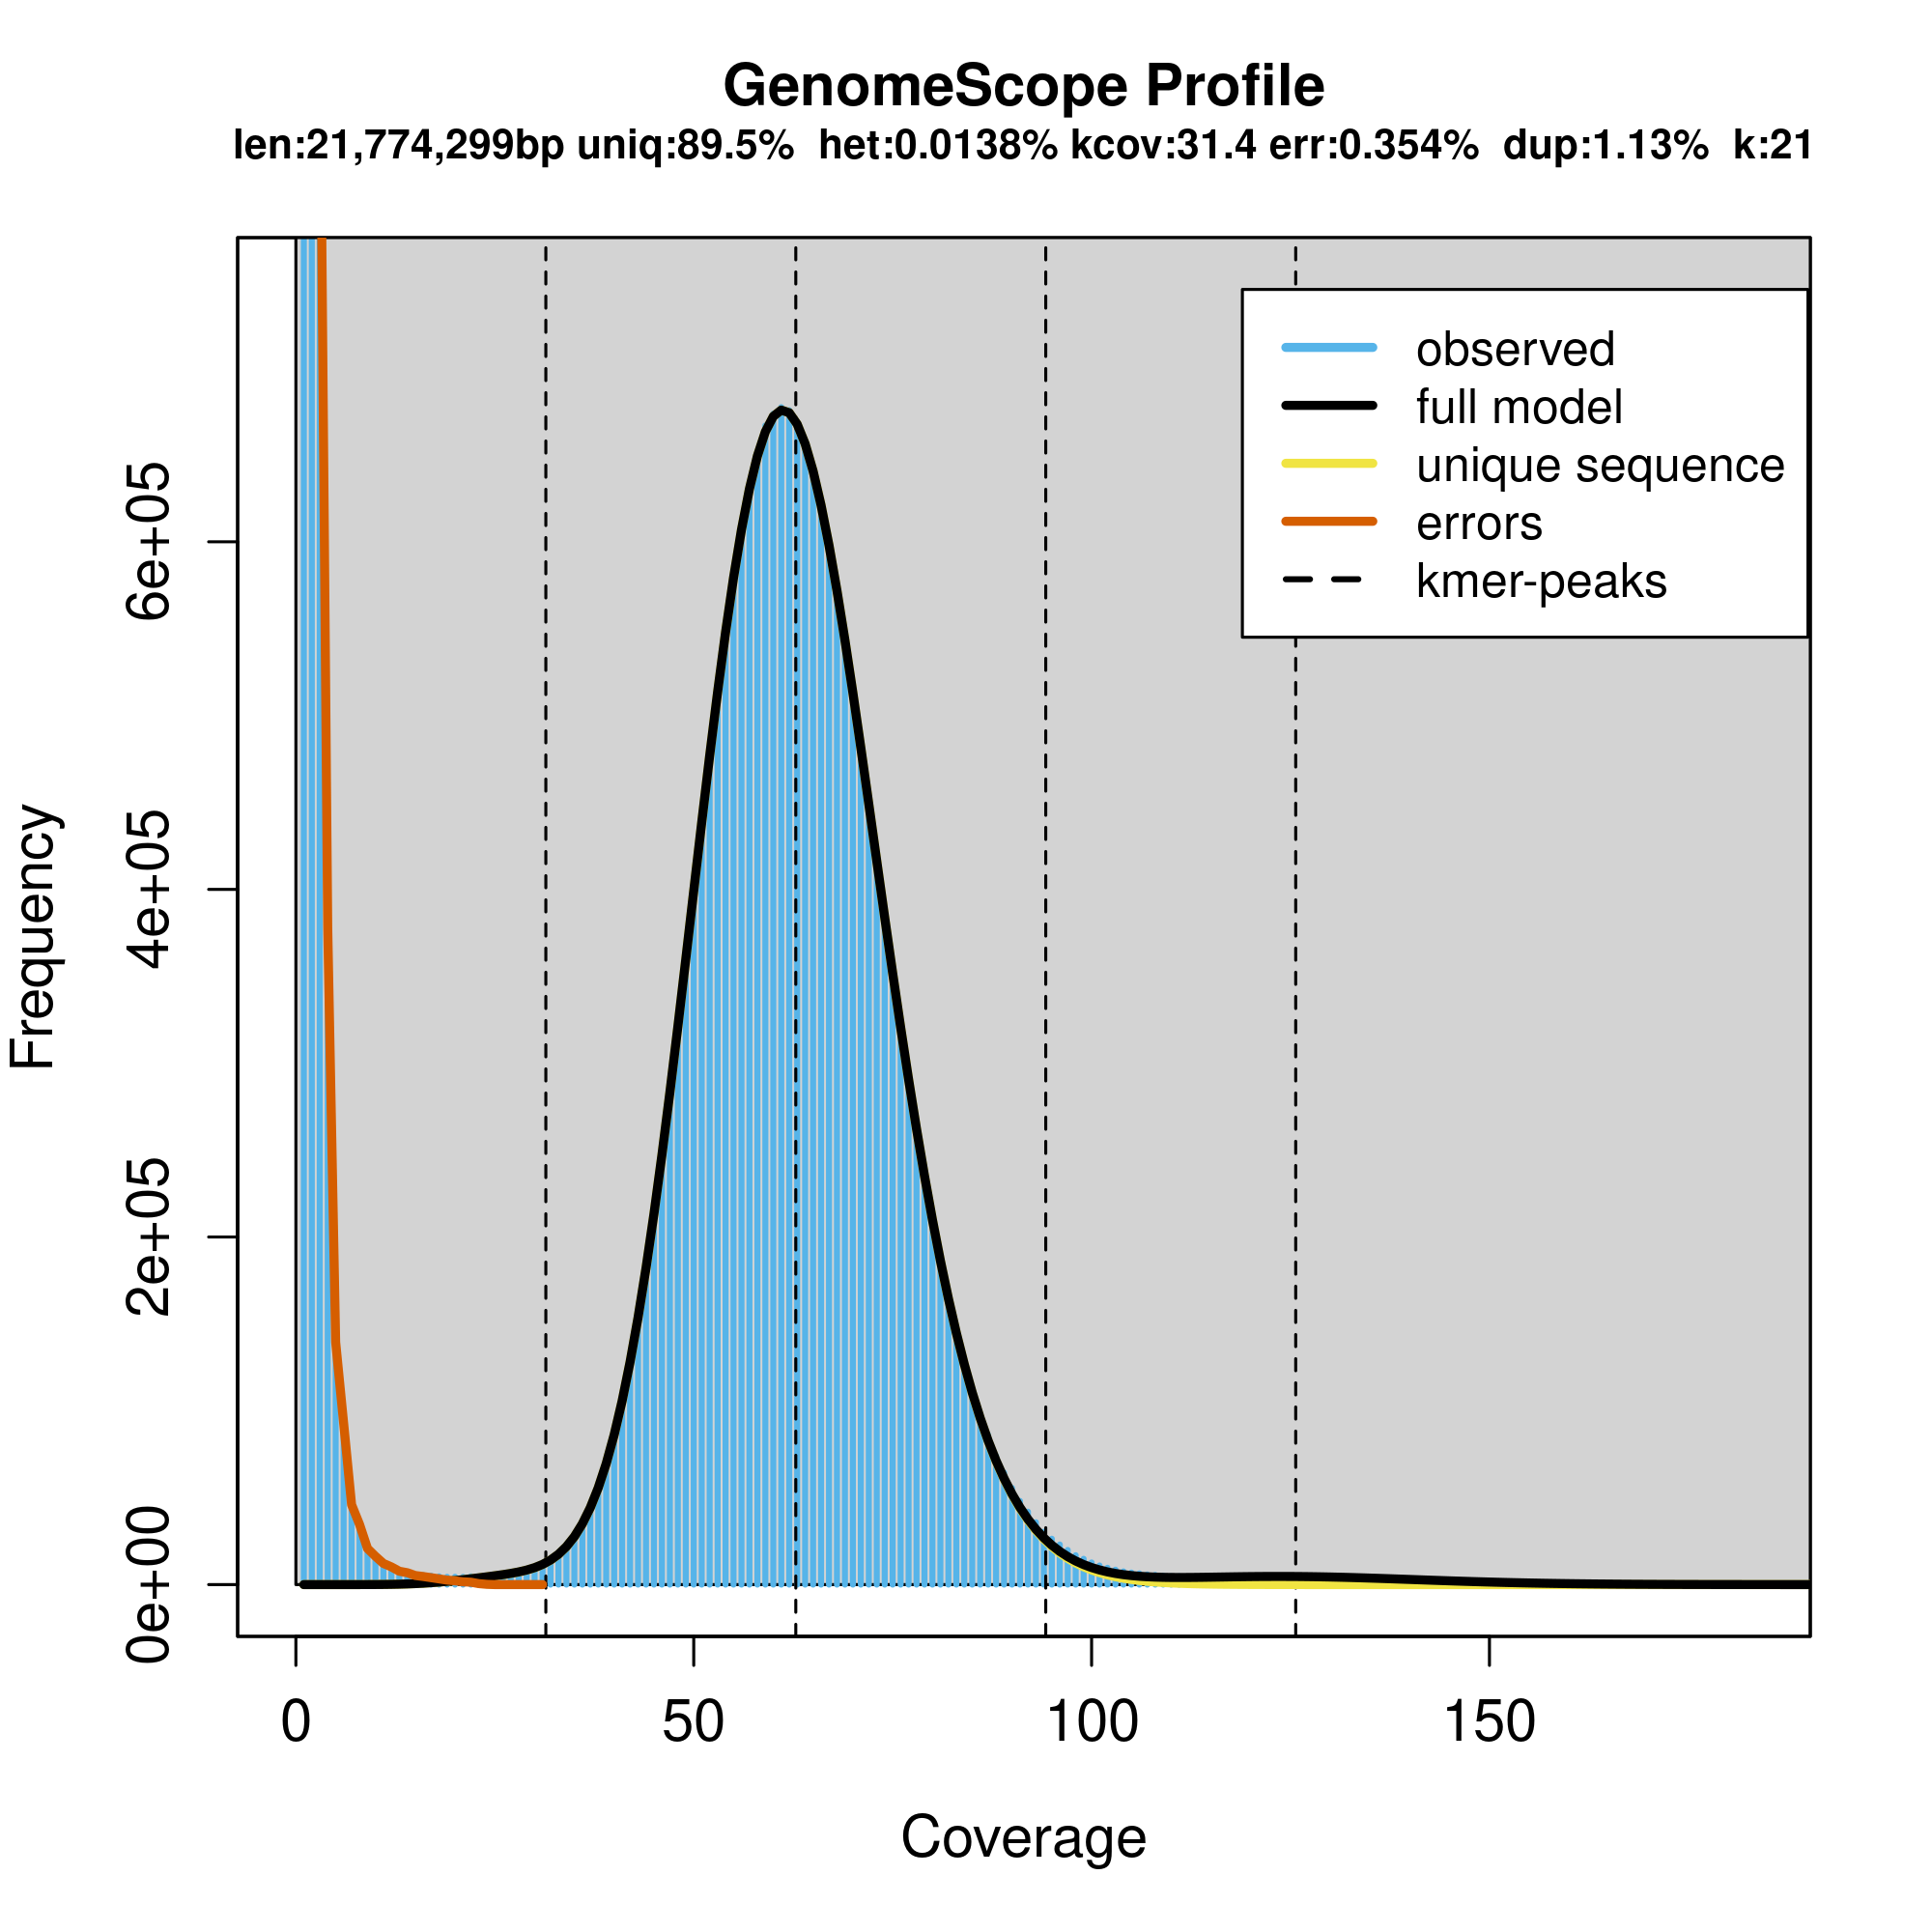 GenomeScope Profile
len:21,774,299bp uniq:89.5% het:0.0138% kcov:31.4 err:0.354% dup:1.13% k:21
observed
full model
unique sequence
errors
kmer-peaks
Frequency
6e+05
4e+05
2e+05
0e+00
0 50 100 150
Coverage